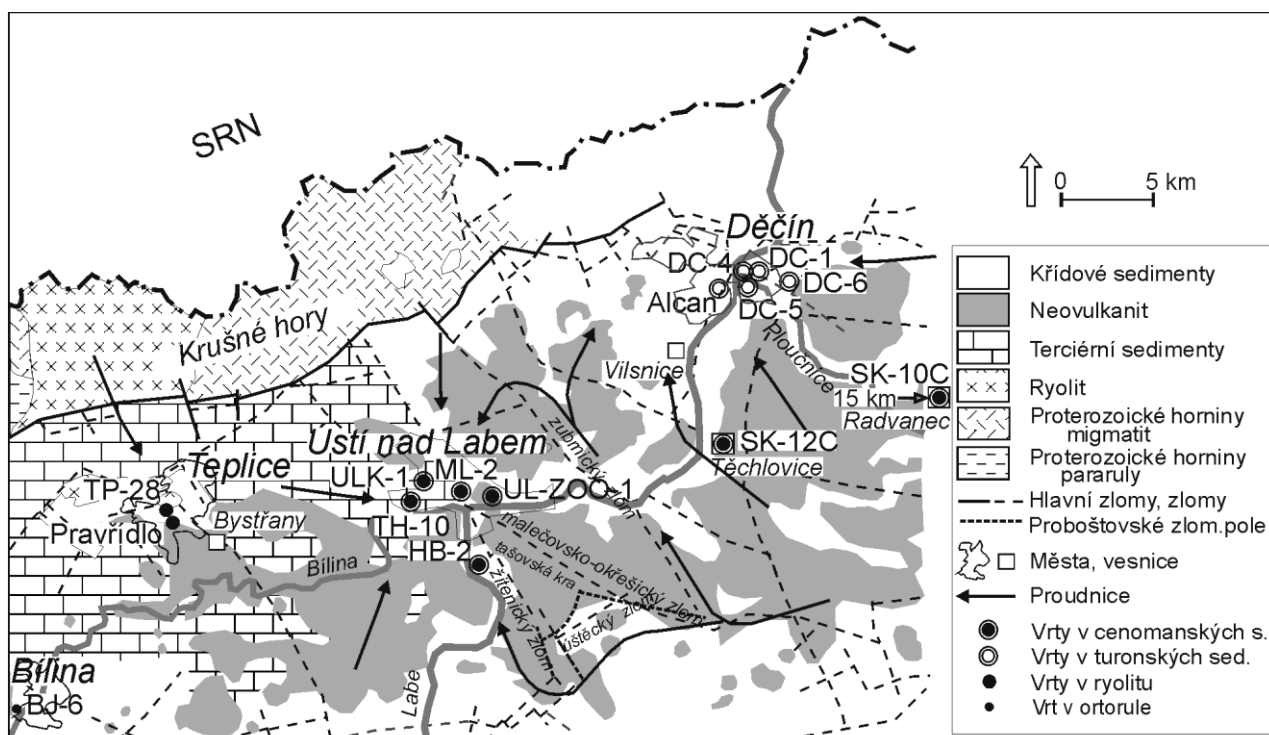 SRN
0 5 km
Děčín
DC-4
DC-1
DC-6
Alcan
DC-5
Krušné hory
Ploučnice
Vilsnice
SK-10C
15 km
Radvanec
SK-12C
Těchlovice
Ústí nad Labem
zubrnický zlom
Teplice
ULK-1
ML-2
UL-ZOO-1
TP-28
Pravřídlo
Bystřany
TH-10
HB-2
malečovsko-okřešický zlom
tašovská kra
Bílina
žitenický zlom
úštěcký zlom
Labe
Bílina
BJ-6
Křídové sedimenty
Neovulkanit
Terciérní sedimenty
Ryolit
Proterozoické horniny
migmatit
Proterozoické horniny
pararuly
Hlavní zlomy, zlomy
Proboštovské zlom.pole
Města, vesnice
Proudnice
Vrty v cenomanských s.
Vrty v turonských sed.
Vrty v ryolitu
Vrt v ortorule